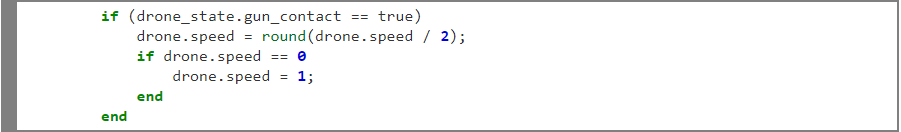 if (drone_state.gun_contact == true)
    drone.speed = round(drone.speed / 2);
    if drone.speed == 0
        drone.speed = 1;
    end
end